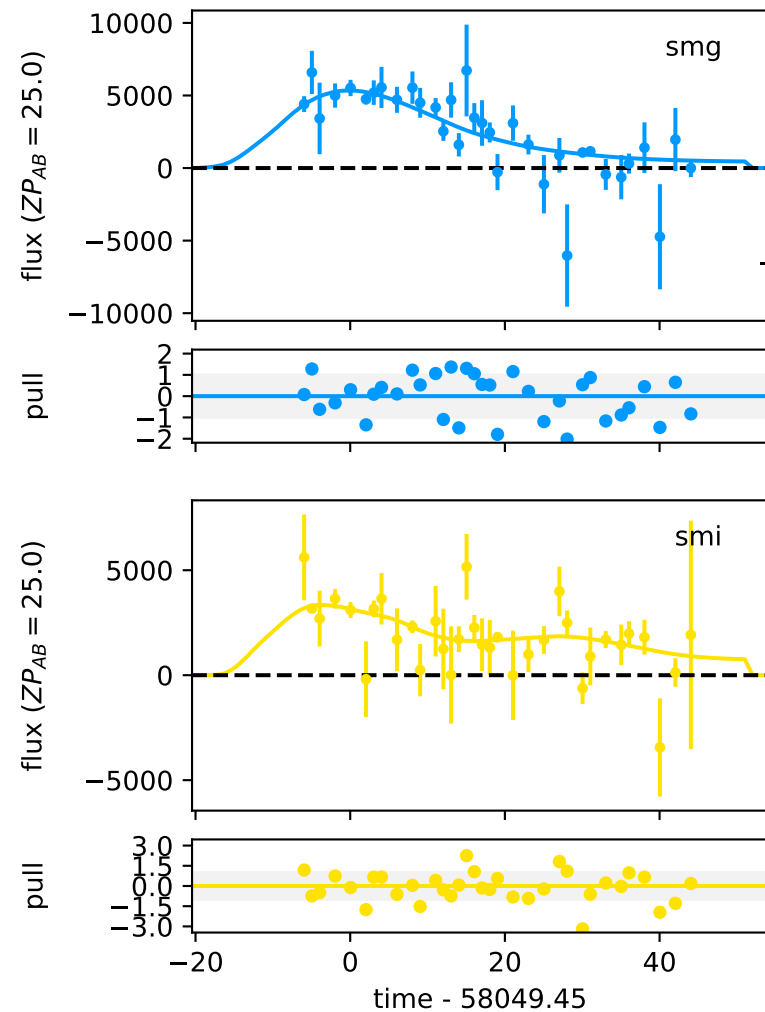 10000
5000
0
−5000
−10000
flux (ZP_AB = 25.0)
smg
2
1
0
−1
−2
pull
5000
0
−5000
flux (ZP_AB = 25.0)
smi
3.0
1.5
0.0
−1.5
−3.0
pull
−20 0 20 40
time - 58049.45